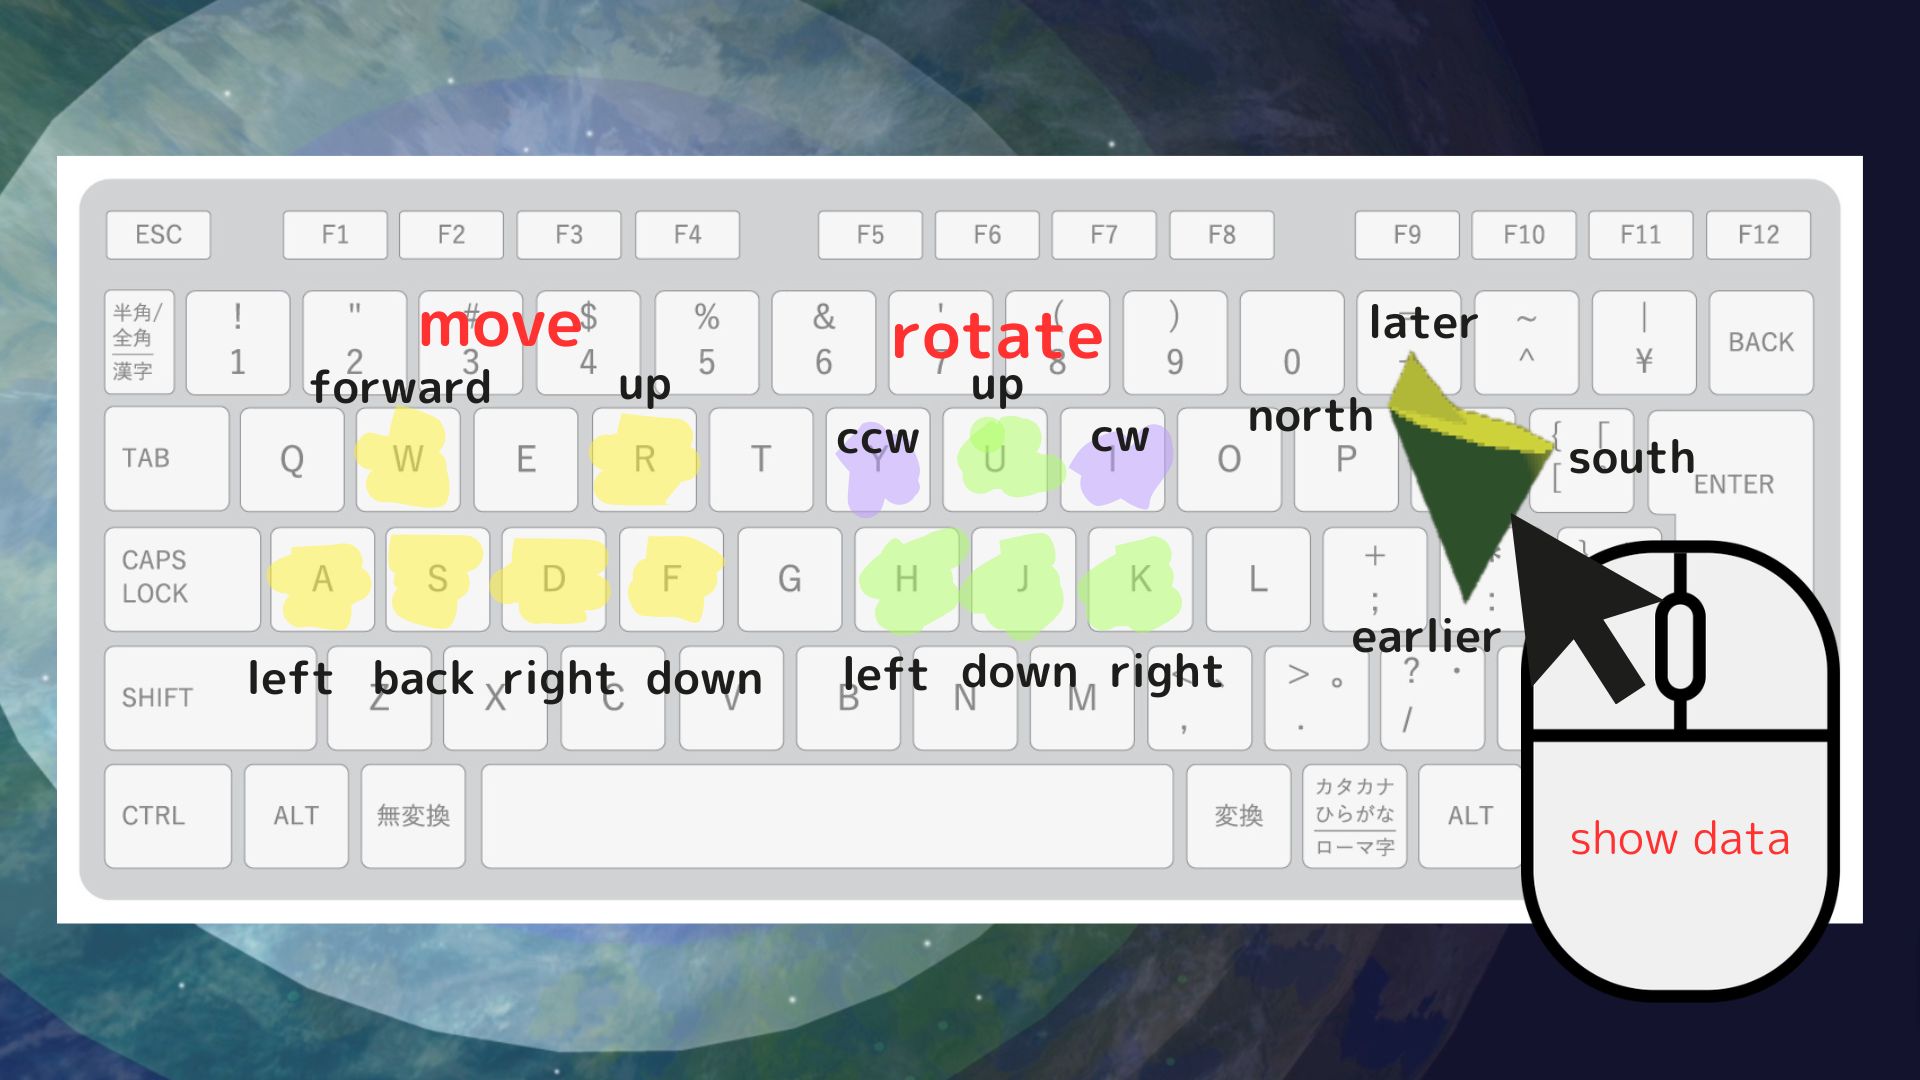 ESC F1 F2 F3 F4 F5 F6 F7 F8 F9 F10 F11 F12
半角/
全角
漢字
! 1 " 2 # 3 $ 4 % 5 & 6 ' 7 ( 8 ) 9 0 ~ ^ | ¥ BACK
move rotate later
forward up up north
TAB Q W E R T ccw Y U cw I O P { [ [ south ENTER
CAPS
LOCK
A S D F G H J K L + ; * : }
earlier
SHIFT Z X C V B N M < , > 。 . ? ・ /
left back right down left down right
CTRL ALT 無変換 変換
カタカナ
ひらがな
ローマ字
ALT
show data